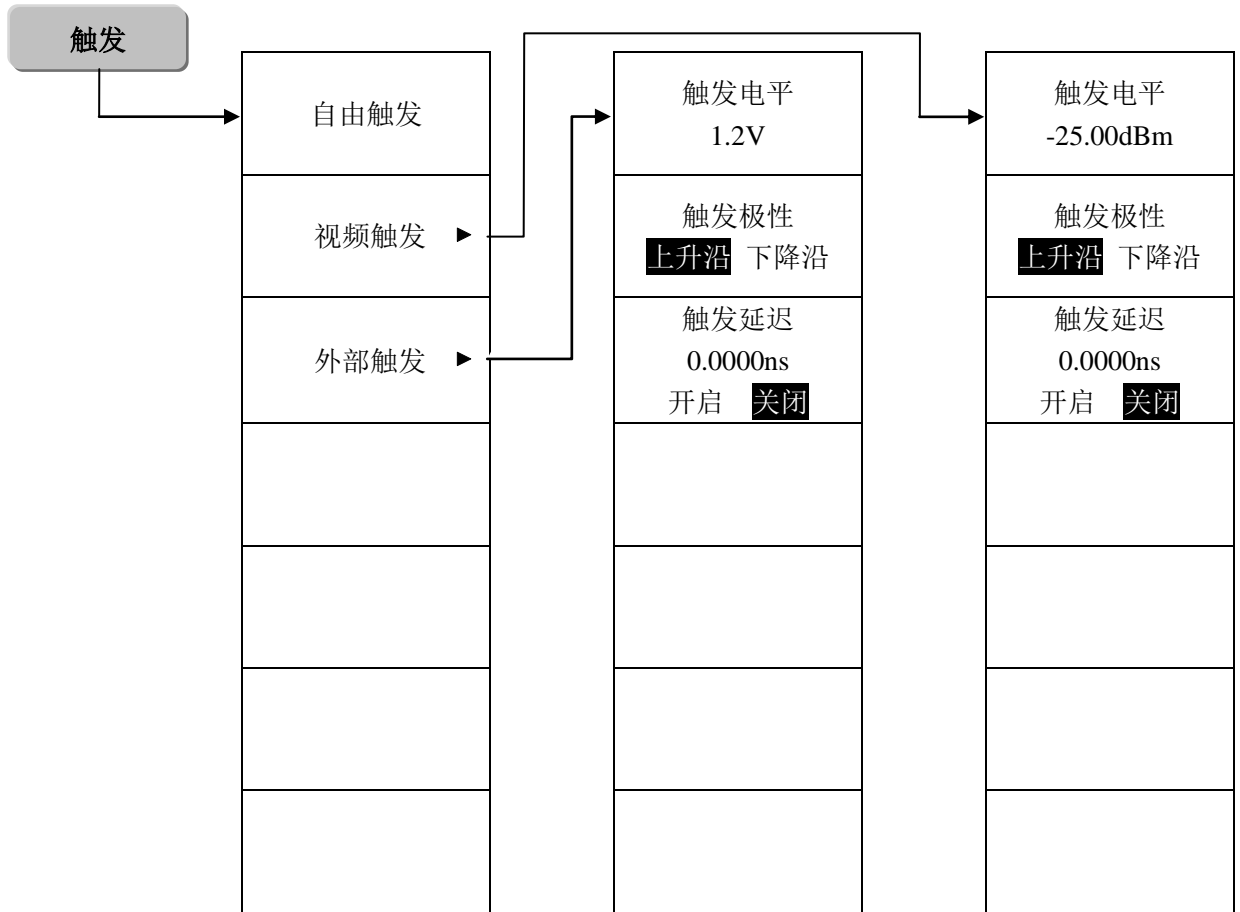 触发
自由触发
视频触发
外部触发
触发电平
1.2V
触发极性
上升沿 下降沿
触发延迟
0.0000ns
开启 关闭
触发电平
-25.00dBm
触发极性
上升沿 下降沿
触发延迟
0.0000ns
开启 关闭